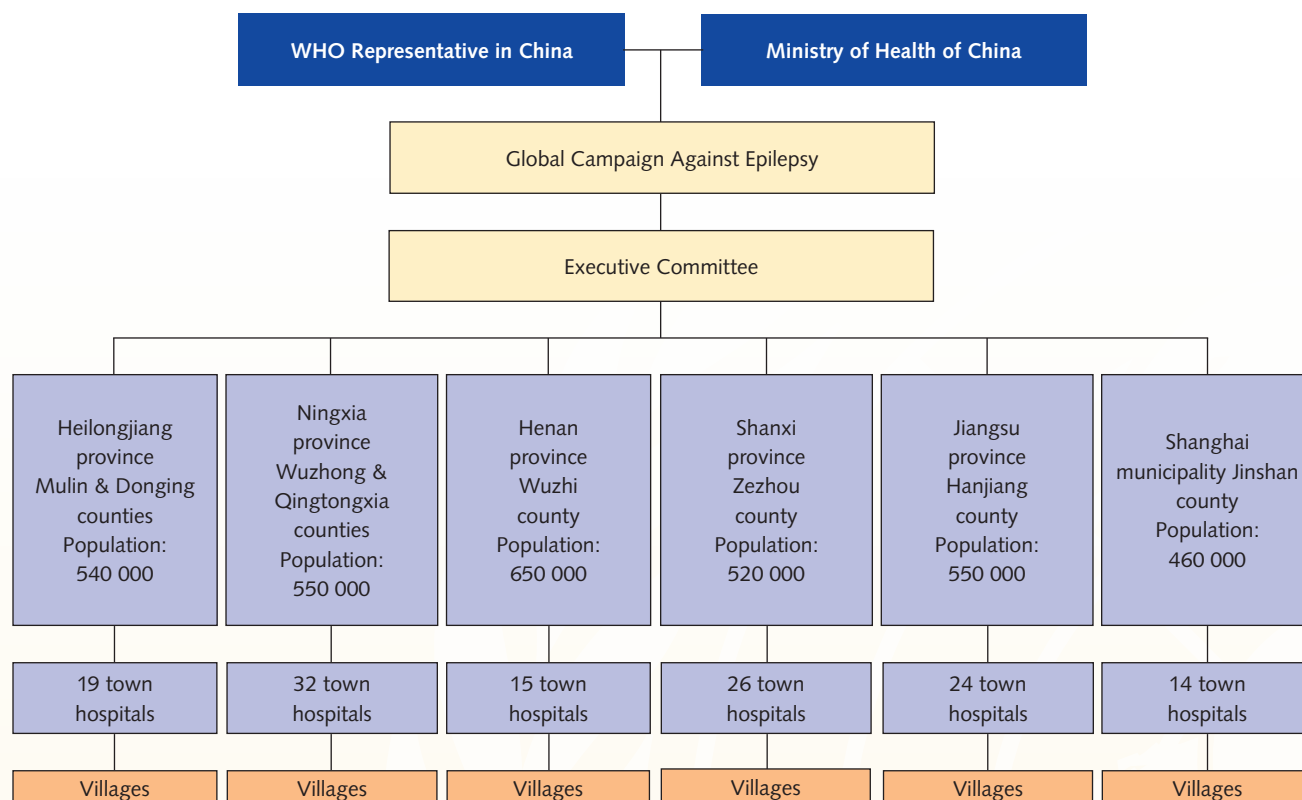 WHO Representative in China
Ministry of Health of China
Global Campaign Against Epilepsy
Executive Committee
Heilongjiang
province
Mulin & Donging
counties
Population:
540 000
Ningxia
province
Wuzhong &
Qingtongxia
counties
Population:
550 000
Henan
province
Wuzhi
county
Population:
650 000
Shanxi
province
Zezhou
county
Population:
520 000
Jiangsu
province
Hanjiang
county
Population:
550 000
Shanghai
municipality Jinshan
county
Population:
460 000
19 town
hospitals
32 town
hospitals
15 town
hospitals
26 town
hospitals
24 town
hospitals
14 town
hospitals
Villages
Villages
Villages
Villages
Villages
Villages